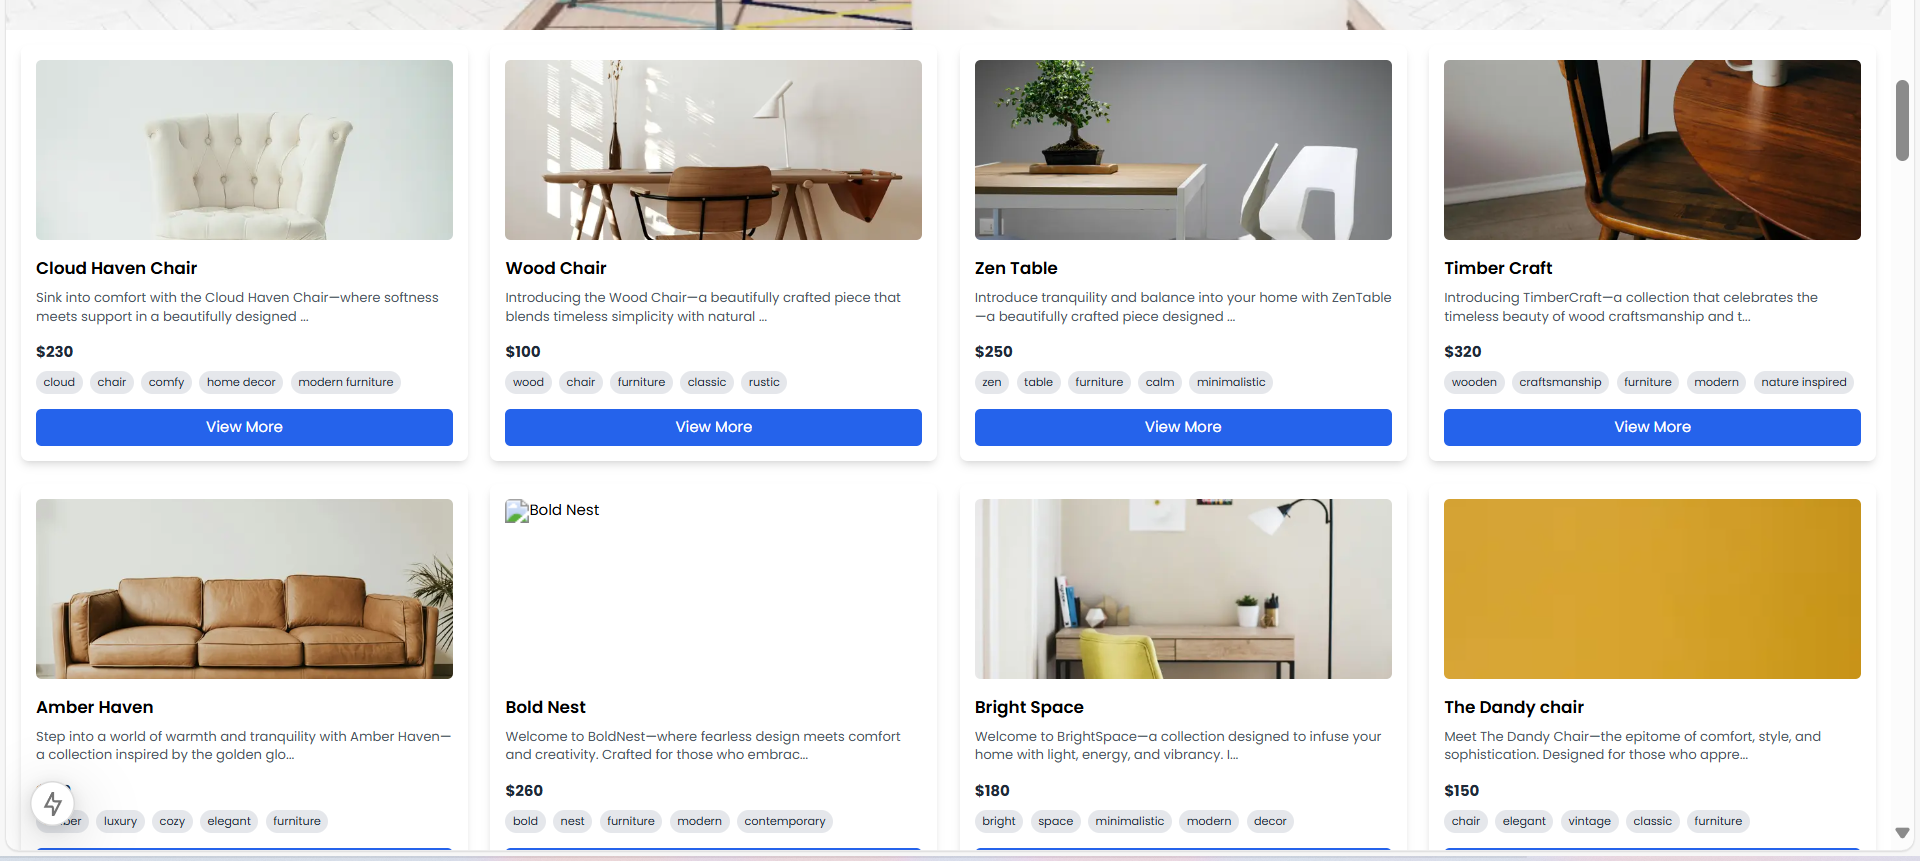 Cloud Haven Chair
Sink into comfort with the Cloud Haven Chair—where softness
meets support in a beautifully designed ...
$230
cloud chair comfy home decor modern furniture
View More
Wood Chair
Introducing the Wood Chair—a beautifully crafted piece that
blends timeless simplicity with natural ...
$100
wood chair furniture classic rustic
View More
Zen Table
Introduce tranquility and balance into your home with ZenTable
—a beautifully crafted piece designed ...
$250
zen table furniture calm minimalistic
View More
Timber Craft
Introducing TimberCraft—a collection that celebrates the
timeless beauty of wood craftsmanship and t...
$320
wooden craftsmanship furniture modern nature inspired
View More
Amber Haven
Step into a world of warmth and tranquility with Amber Haven—
a collection inspired by the golden glo...
luxury cozy elegant furniture
Bold Nest
Bold Nest
Welcome to BoldNest—where fearless design meets comfort
and creativity. Crafted for those who embrac...
$260
bold nest furniture modern contemporary
Bright Space
Welcome to BrightSpace—a collection designed to infuse your
home with light, energy, and vibrancy. I...
$180
bright space minimalistic modern decor
The Dandy chair
Meet The Dandy Chair—the epitome of comfort, style, and
sophistication. Designed for those who appre...
$150
chair elegant vintage classic furniture